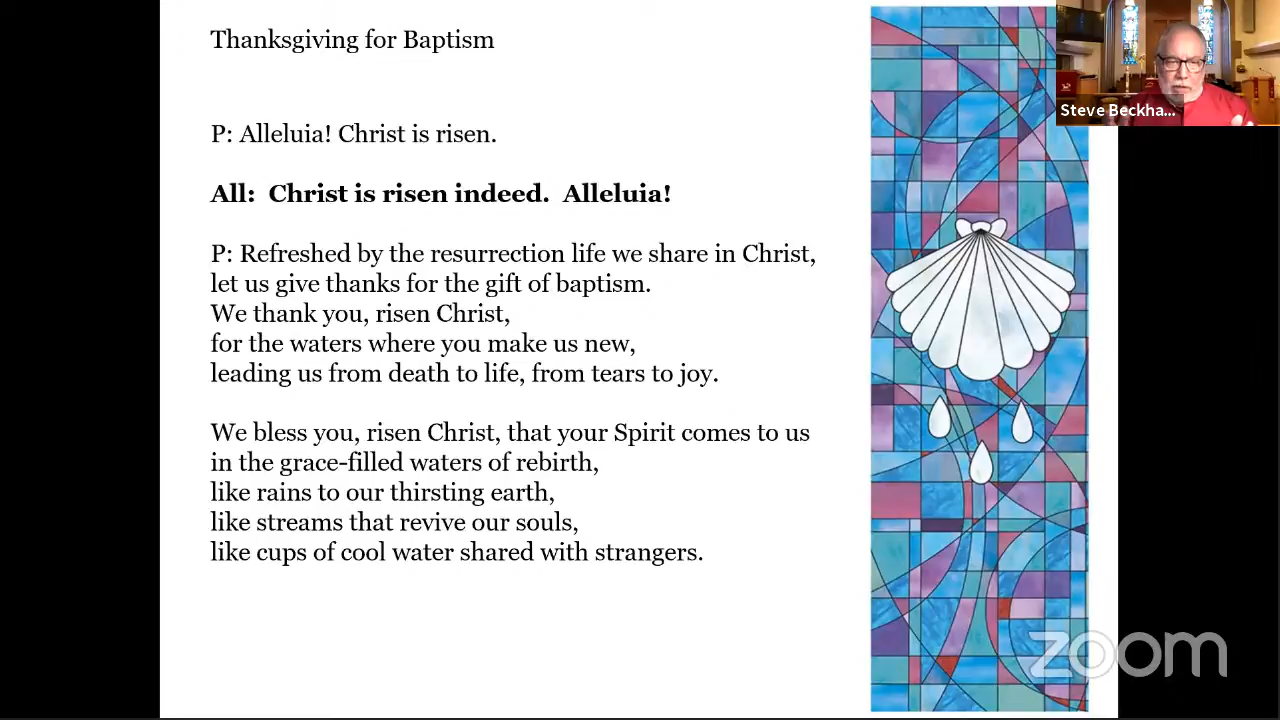 Thanksgiving for Baptism
P: Alleluia! Christ is risen.
All:  Christ is risen indeed.  Alleluia!
P: Refreshed by the resurrection life we share in Christ,
let us give thanks for the gift of baptism.
We thank you, risen Christ,
for the waters where you make us new,
leading us from death to life, from tears to joy.
We bless you, risen Christ, that your Spirit comes to us
in the grace-filled waters of rebirth,
like rains to our thirsting earth,
like streams that revive our souls,
like cups of cool water shared with strangers.
Steve Beckha...
zoom